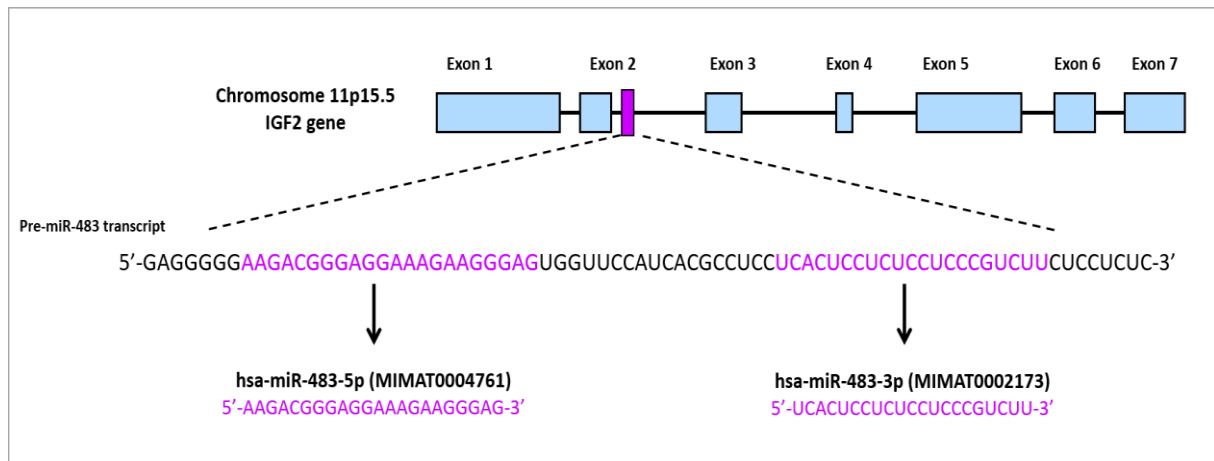 Exon 1 Exon 2 Exon 3 Exon 4 Exon 5 Exon 6 Exon 7
Chromosome 11p15.5
IGF2 gene
Pre-miR-483 transcript
5’-GAGGGGGAAGACGGGAGGAAAGAAGGGAGUGGUUCCAUCACGCCUCCUCACUCCUCUCCUCCCGUCUUCUCCUCUC-3’
hsa-miR-483-5p (MIMAT0004761) hsa-miR-483-3p (MIMAT0002173)
5’-AAGACGGGAGGAAAGAAGGGAG-3’ 5’-UCACUCCUCUCCUCCCGUCUU-3’